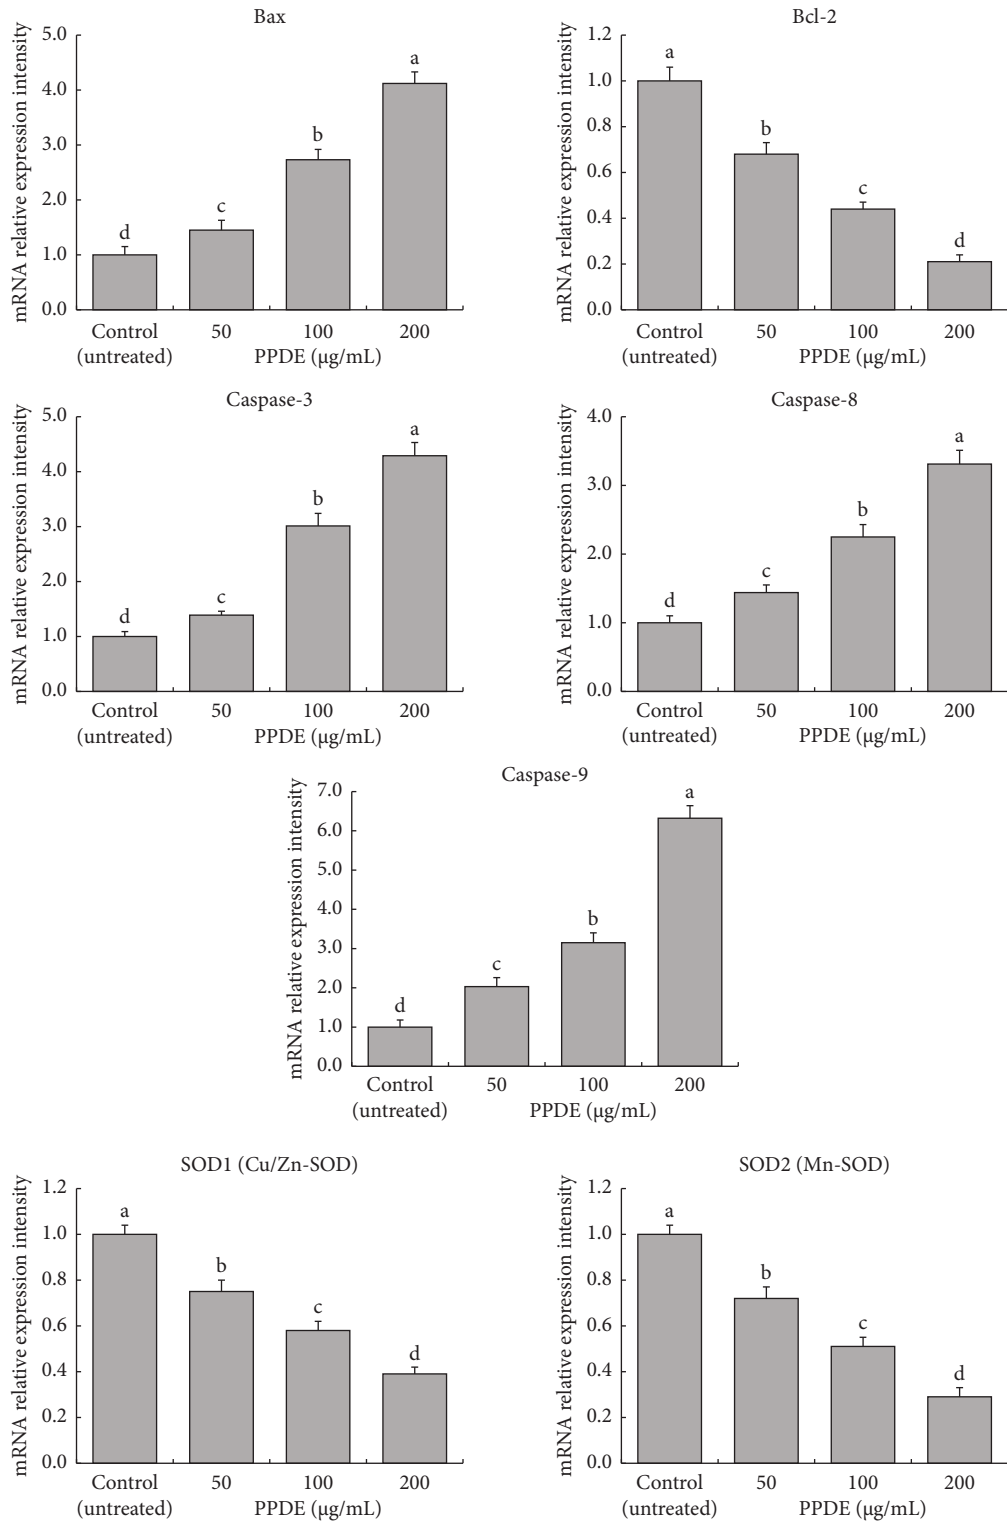 Bax
mRNA relative expression intensity
5.0
4.0
3.0
2.0
1.0
0.0
d
c
b
a
Control
(untreated)
50
100
200
PPDE (μg/mL)
Bcl-2
mRNA relative expression intensity
1.2
1.0
0.8
0.6
0.4
0.2
0.0
a
b
c
d
Control
(untreated)
50
100
200
PPDE (μg/mL)
Caspase-3
mRNA relative expression intensity
5.0
4.0
3.0
2.0
1.0
0.0
d
c
b
a
Control
(untreated)
50
100
200
PPDE (μg/mL)
Caspase-8
mRNA relative expression intensity
4.0
3.0
2.0
1.0
0.0
d
c
b
a
Control
(untreated)
50
100
200
PPDE (μg/mL)
Caspase-9
mRNA relative expression intensity
7.0
6.0
5.0
4.0
3.0
2.0
1.0
0.0
d
c
b
a
Control
(untreated)
50
100
200
PPDE (μg/mL)
SOD1 (Cu/Zn-SOD)
mRNA relative expression intensity
1.2
1.0
0.8
0.6
0.4
0.2
0.0
a
b
c
d
Control
(untreated)
50
100
200
PPDE (μg/mL)
SOD2 (Mn-SOD)
mRNA relative expression intensity
1.2
1.0
0.8
0.6
0.4
0.2
0.0
a
b
c
d
Control
(untreated)
50
100
200
PPDE (μg/mL)